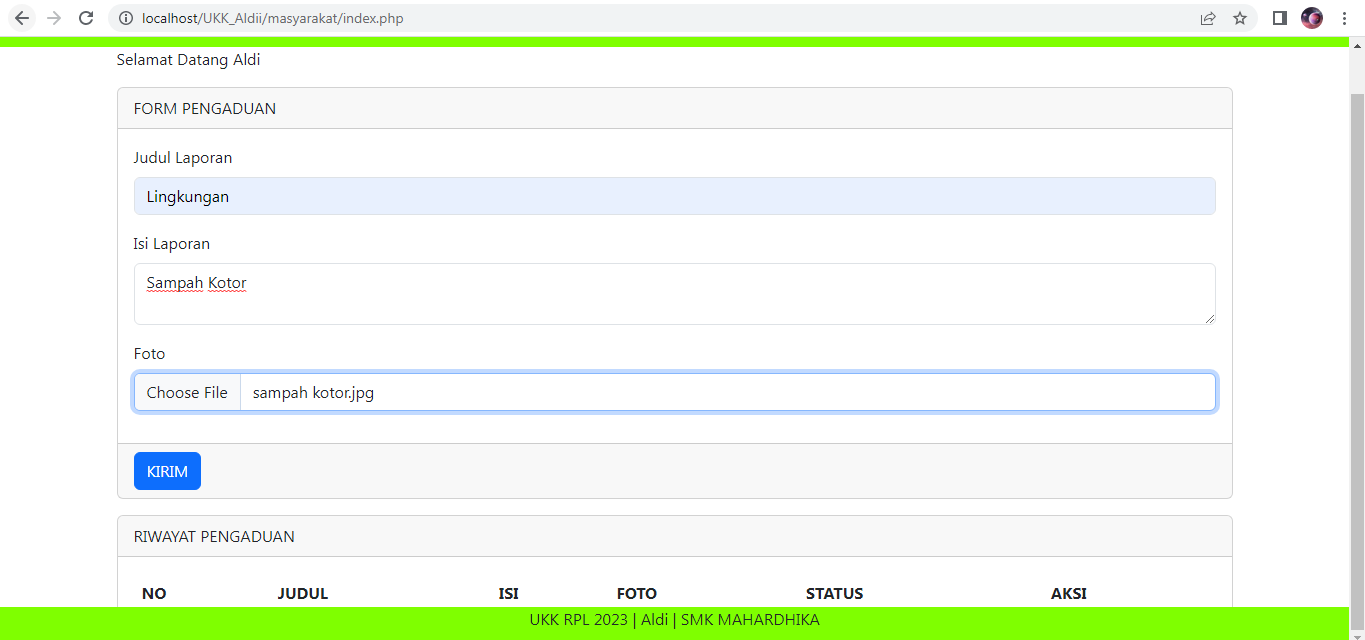 localhost/UKK_Aldii/masyarakat/index.php
Selamat Datang Aldi
FORM PENGADUAN
Judul Laporan
Lingkungan
Isi Laporan
Sampah Kotor
Foto
Choose File sampah kotor.jpg
KIRIM
RIWAYAT PENGADUAN
NO JUDUL ISI FOTO STATUS AKSI
UKK RPL 2023 | Aldi | SMK MAHARDHIKA